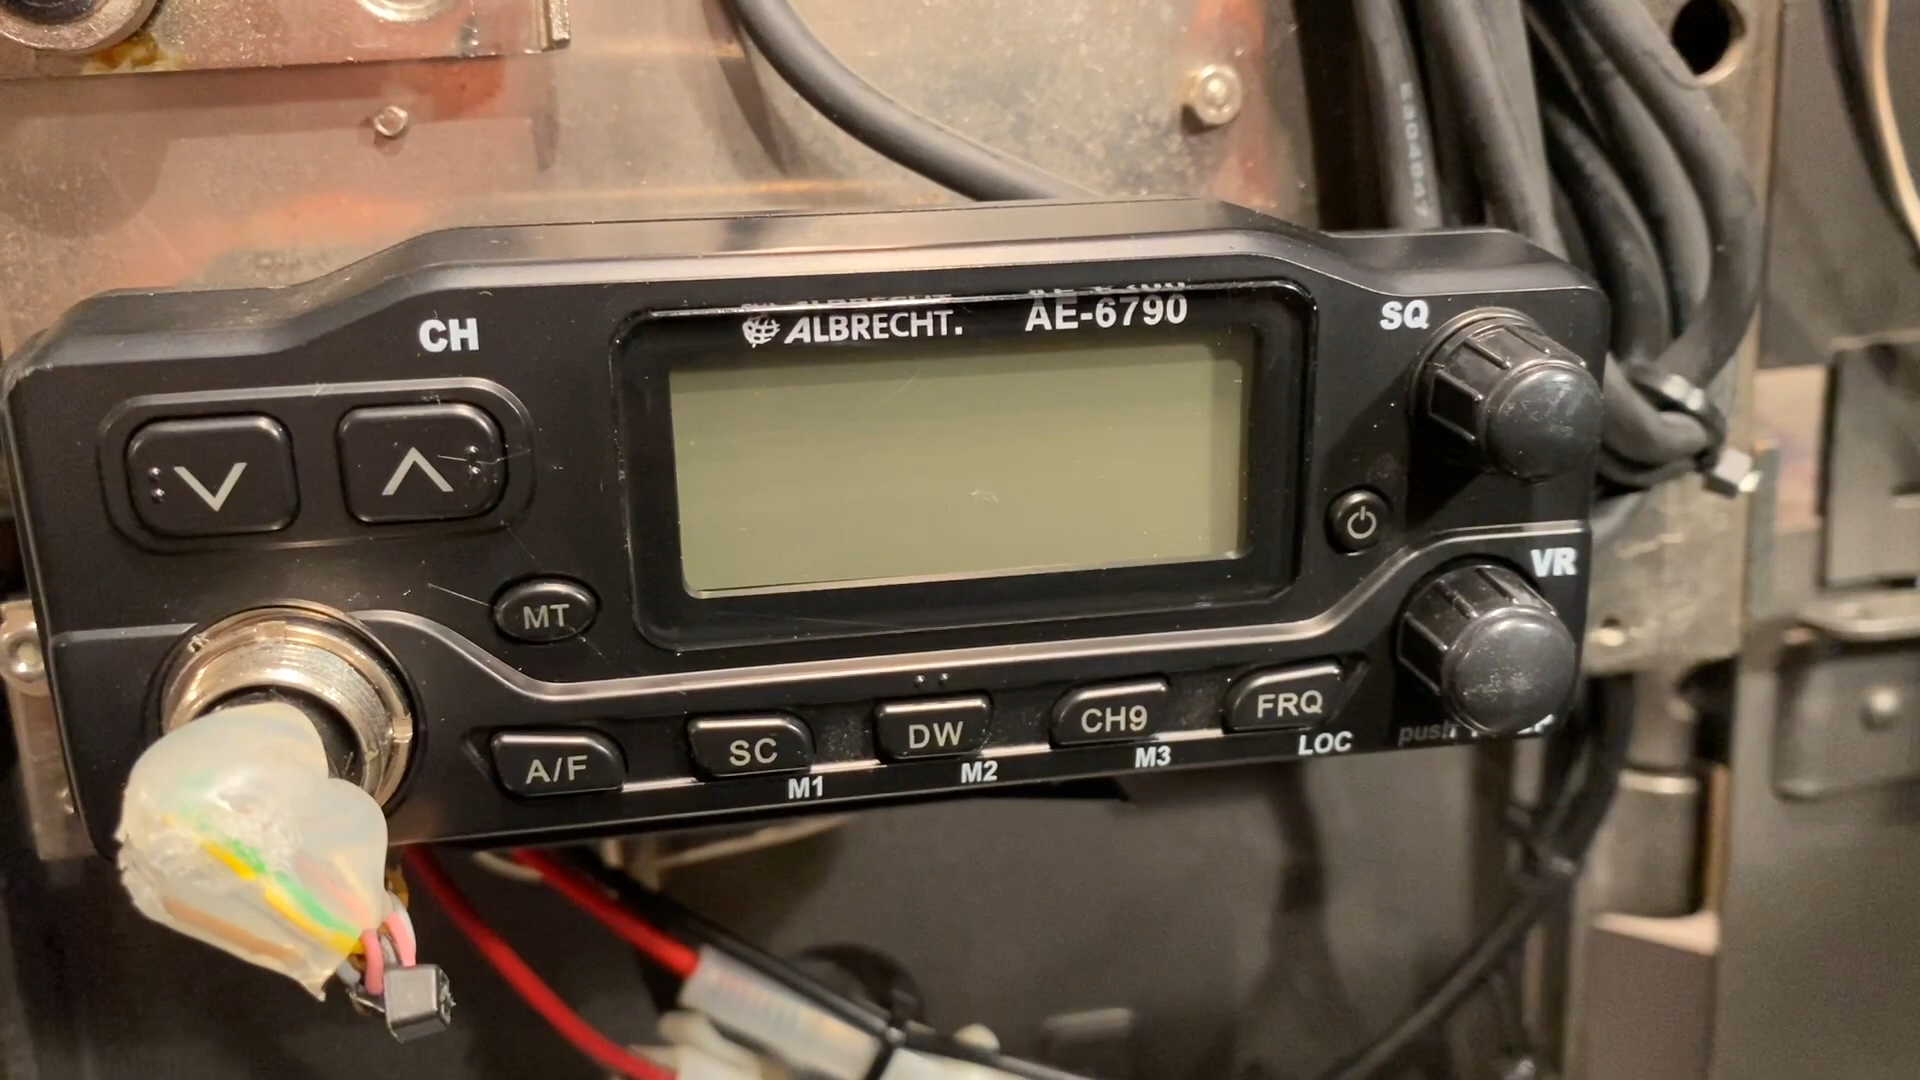 ALBRECHT. AE-6790
CH
SQ
VR
MT
A/F
SC
DW
CH9
FRQ
M1
M2
M3
LOC
push